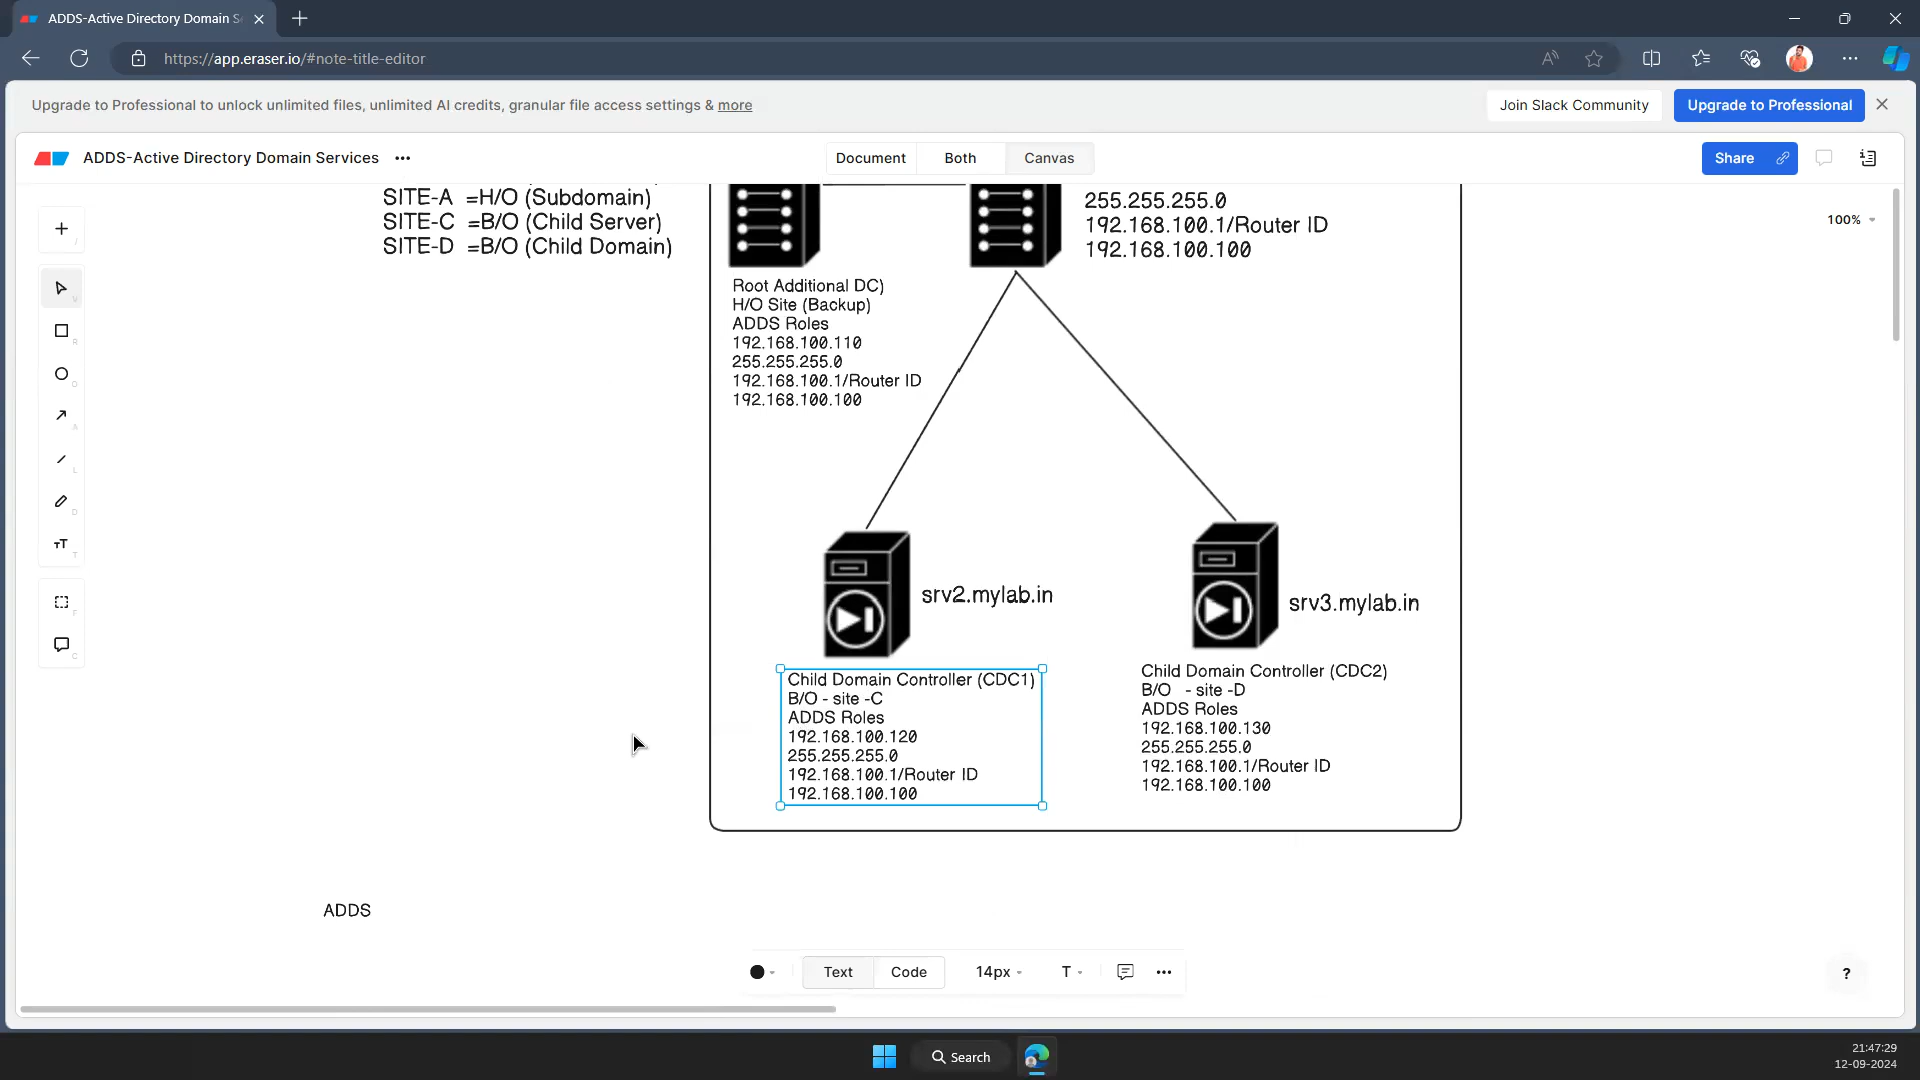 ADDS-Active Directory Domain S
https://app.eraser.io/#note-title-editor
Upgrade to Professional to unlock unlimited files, unlimited AI credits, granular file access settings & more
Join Slack Community
Upgrade to Professional
ADDS-Active Directory Domain Services
Document
Both
Canvas
Share
100%
SITE-A =H/O (Subdomain)
SITE-C =B/O (Child Server)
SITE-D =B/O (Child Domain)
255.255.255.0
192.168.100.1/Router ID
192.168.100.100
Root Additional DC)
H/O Site (Backup)
ADDS Roles
192.168.100.110
255.255.255.0
192.168.100.1/Router ID
192.168.100.100
srv2.mylab.in
srv3.mylab.in
Child Domain Controller (CDC1)
B/O - site -C
ADDS Roles
192.168.100.120
255.255.255.0
192.168.100.1/Router ID
192.168.100.100
Child Domain Controller (CDC2)
B/O - site -D
ADDS Roles
192.168.100.130
255.255.255.0
192.168.100.1/Router ID
192.168.100.100
ADDS
Text
Code
14px
T
?
Search
21:47:29
12-09-2024